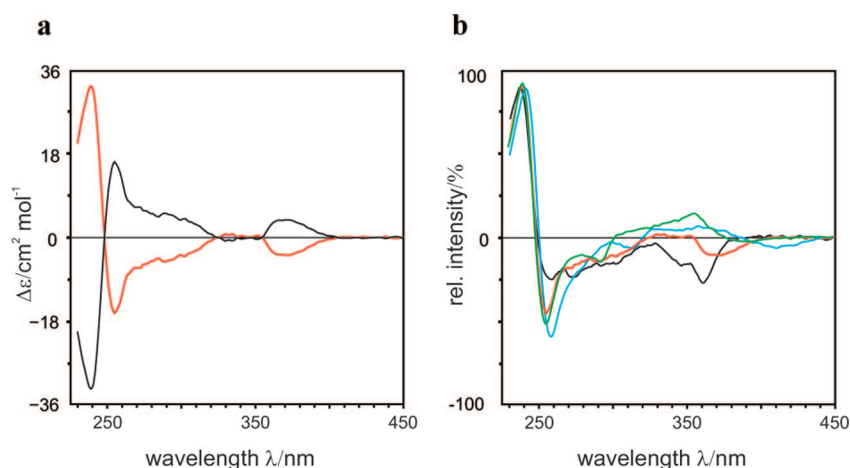 a
36
18
0
−18
−36
Δε/cm² mol⁻¹
250
350
450
wavelength λ/nm
b
100
0
-100
rel. intensity/%
250
350
450
wavelength λ/nm